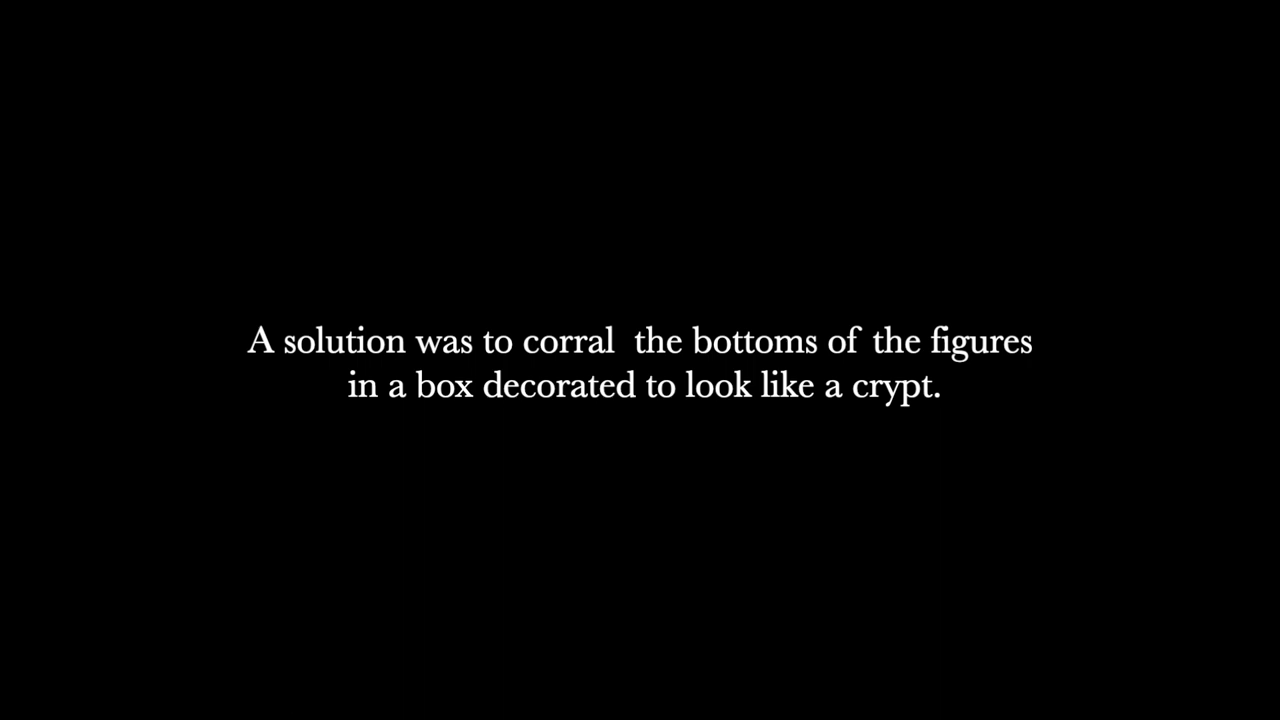 A solution was to corral  the bottoms of the figures
in a box decorated to look like a crypt.